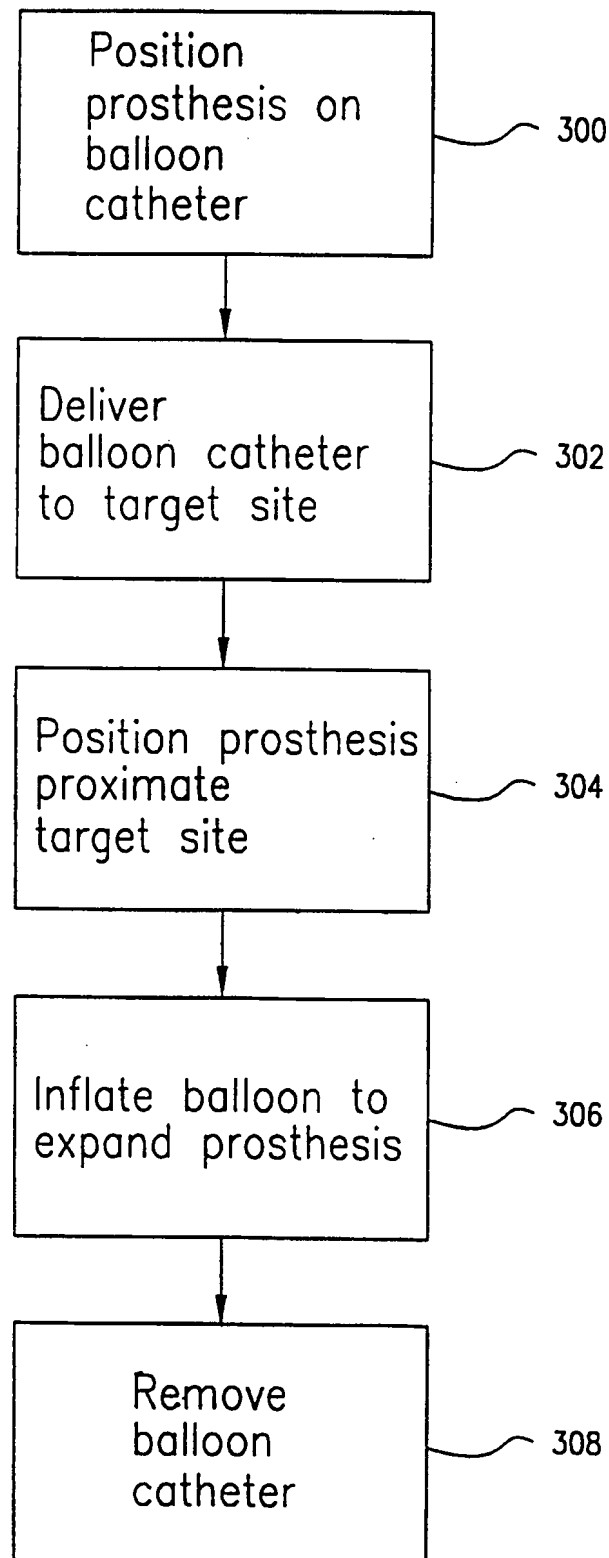 Position
prosthesis on
balloon
catheter
300
Deliver
balloon catheter
to target site
302
Position prosthesis
proximate
target site
304
Inflate balloon to
expand prosthesis
306
Remove
balloon
catheter
308